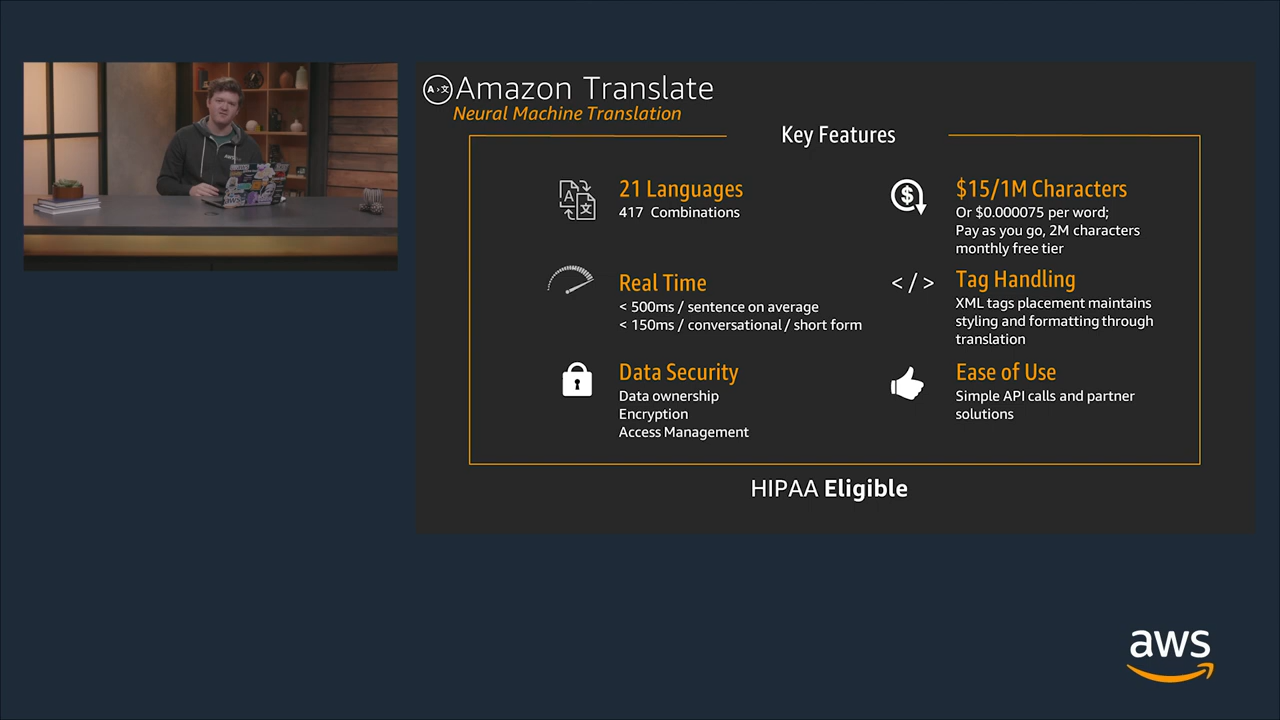 A 文 Amazon Translate
Neural Machine Translation
Key Features
A 文
21 Languages
417 Combinations
$
$15/1M Characters
Or $0.000075 per word;
Pay as you go, 2M characters
monthly free tier
Real Time
< 500ms / sentence on average
< 150ms / conversational / short form
</>
Tag Handling
XML tags placement maintains
styling and formatting through
translation
Data Security
Data ownership
Encryption
Access Management
Ease of Use
Simple API calls and partner
solutions
HIPAA Eligible
aws